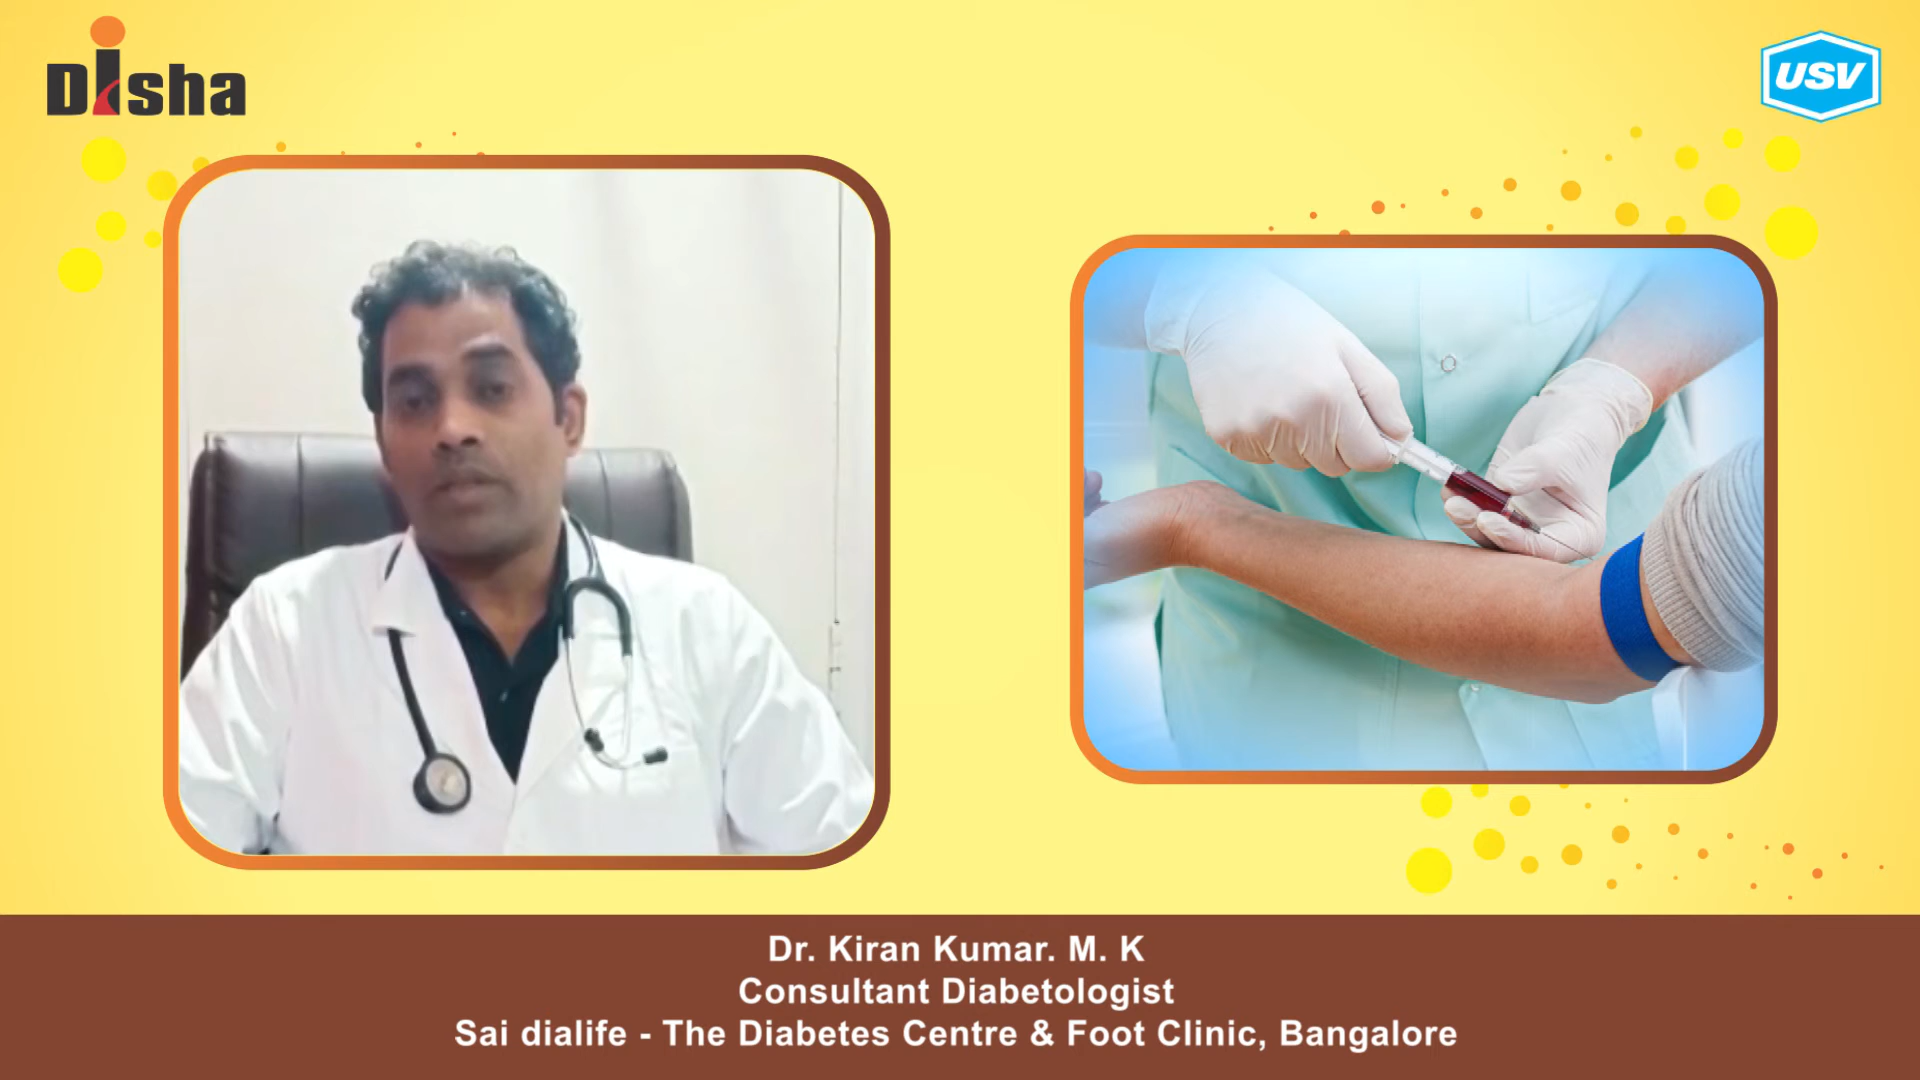 Disha
USV
Dr. Kiran Kumar. M. K
Consultant Diabetologist
Sai dialife - The Diabetes Centre & Foot Clinic, Bangalore